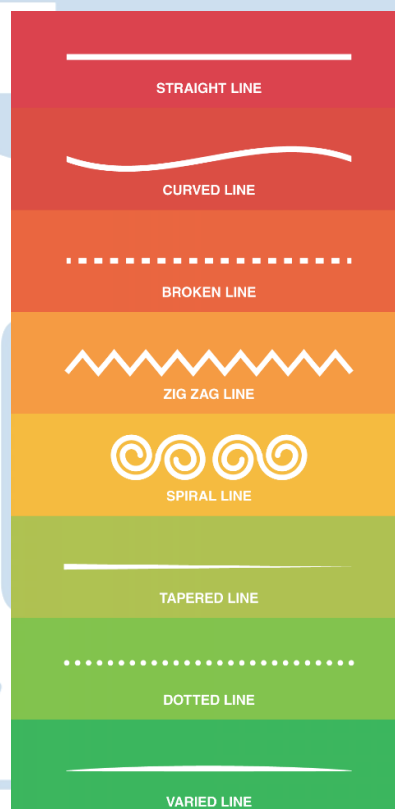 STRAIGHT LINE
CURVED LINE
BROKEN LINE
ZIG ZAG LINE
SPIRAL LINE
TAPERED LINE
DOTTED LINE
VARIED LINE